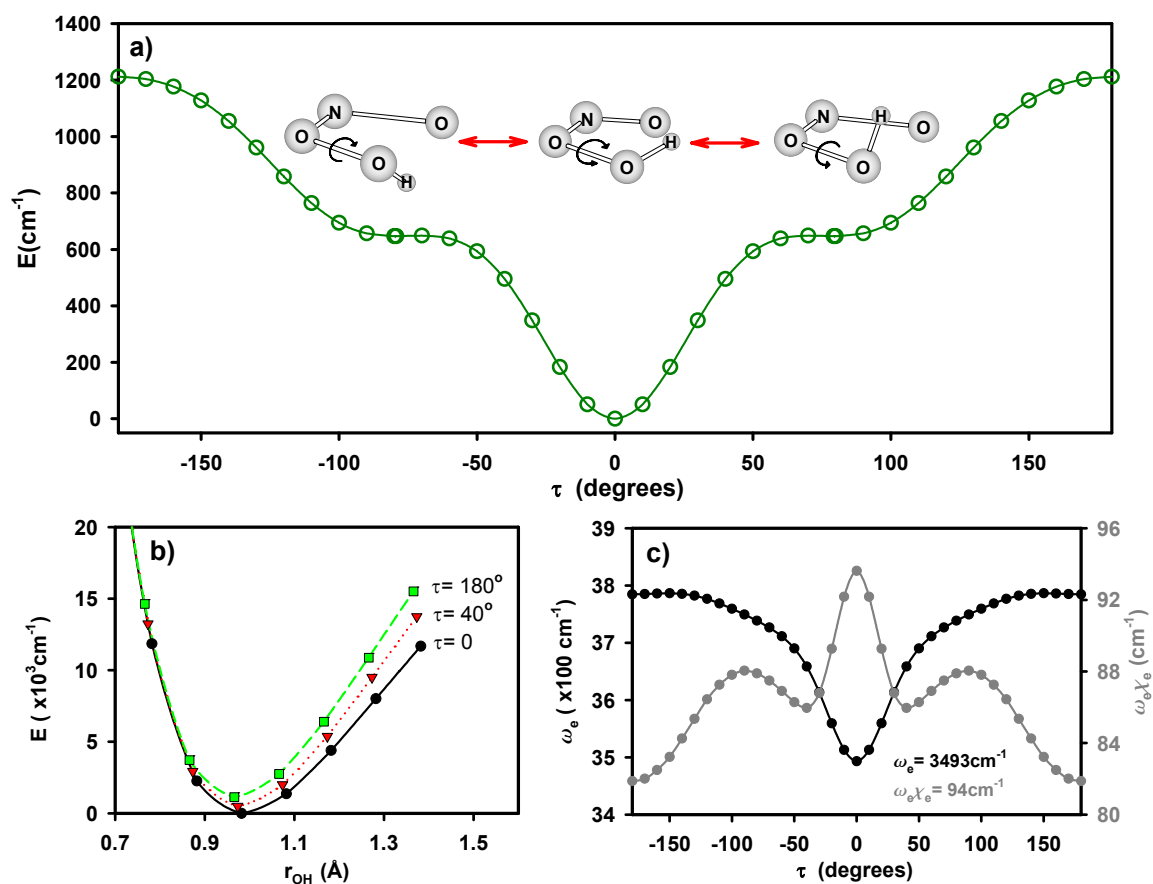 a)
E(cm-1)
1400
1200
1000
800
600
400
200
0
N O O O H
N O O O H
N H O O O
-150 -100 -50 0 50 100 150
τ (degrees)
b)
E ( x10³cm-1)
20
15
10
5
0
τ= 180°
τ= 40°
τ= 0
0.7 0.9 1.1 1.3 1.5
rOH (Å)
c)
ωe ( x100 cm-1)
39
38
37
36
35
34
96
92
88
84
80
ωeχe (cm-1)
ωe= 3493cm-1
ωeχe= 94cm-1
-150 -100 -50 0 50 100 150
τ (degrees)